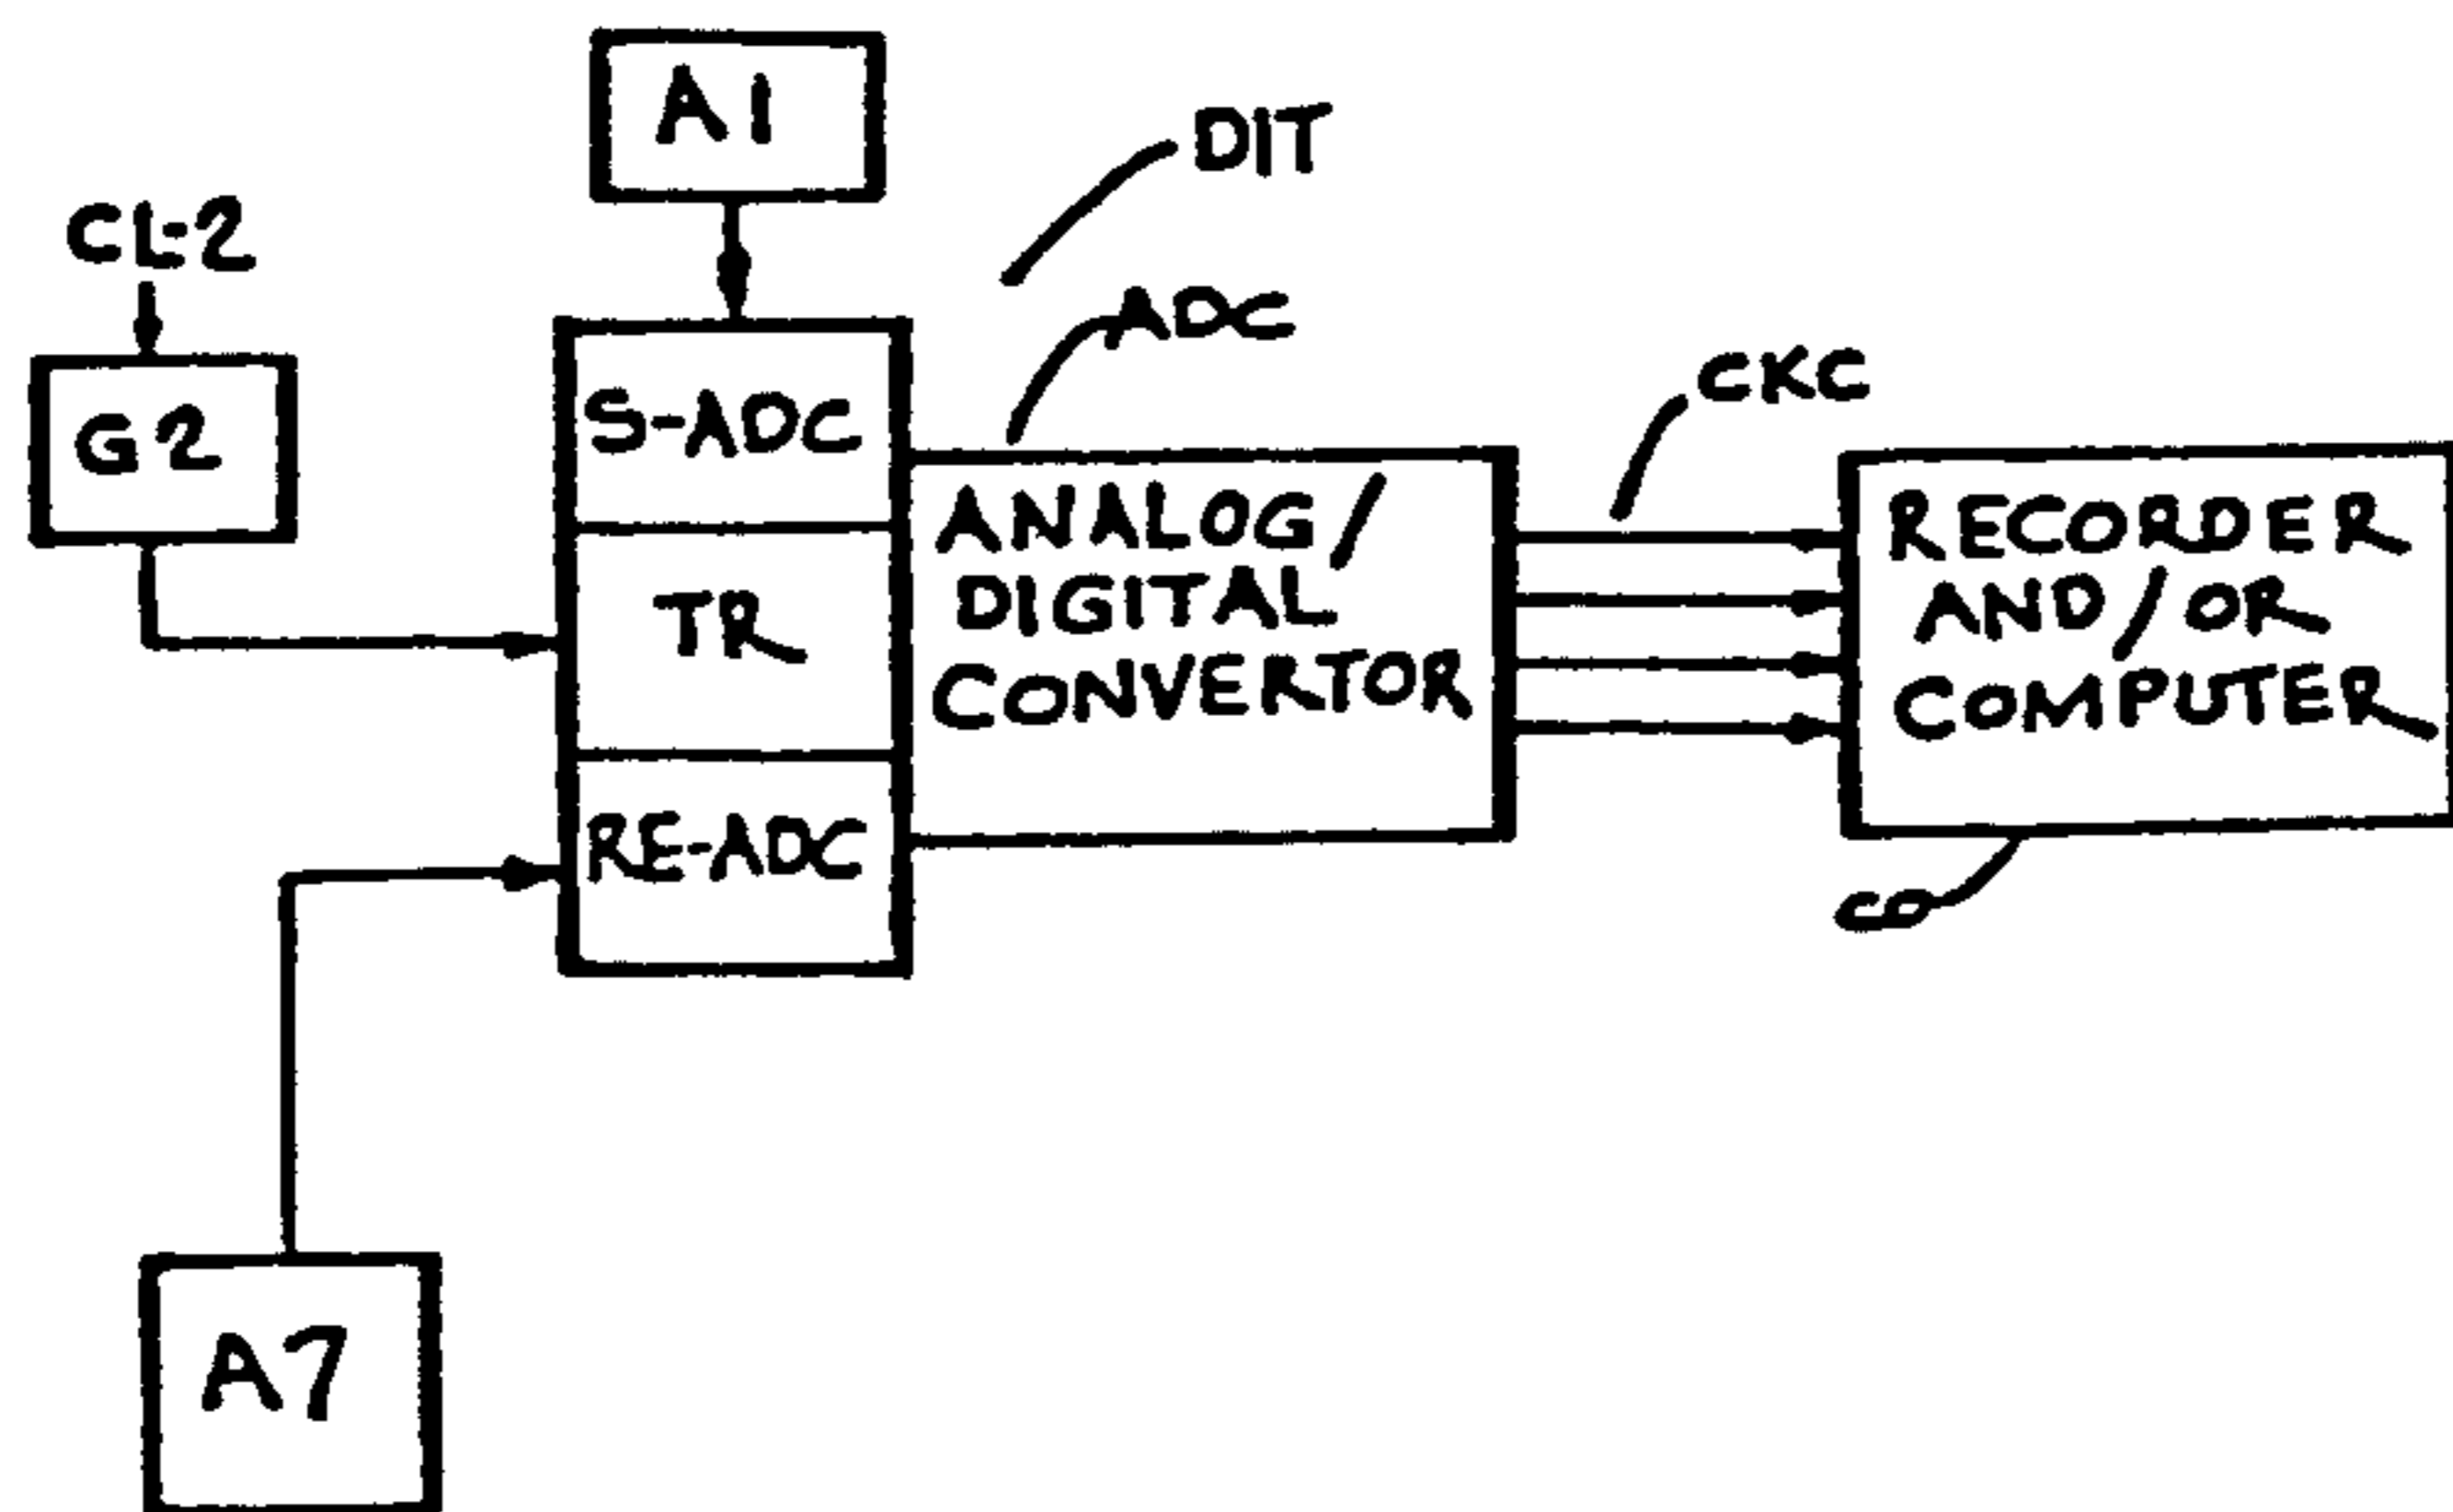 A1
DIT
CL-2
ADC
CKC
G2
S-ADC
ANALOG/
DIGITAL
CONVERTOR
RECORDER
AND/OR
COMPUTER
TR
RE-ADC
CO
A7